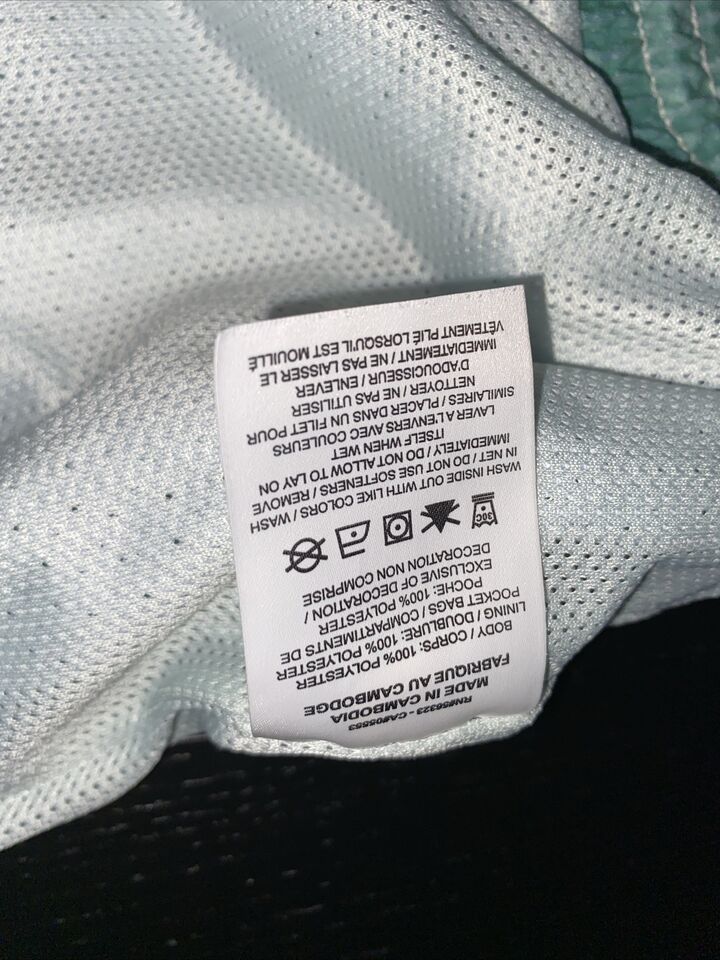 RN#56323 - CA#05553
MADE IN CAMBODIA
FABRIQUE AU CAMBODGE
BODY / CORPS: 100% POLYESTER
LINING / DOUBLURE: 100% POLYESTER
POCKET BAGS / COMPARTIMENTS DE
POCHE: 100% POLYESTER
EXCLUSIVE OF DECORATION /
DECORATION NON COMPRISE
30C
WASH INSIDE OUT WITH LIKE COLORS / WASH
IN NET / DO NOT USE SOFTENERS / REMOVE
IMMEDIATELY / DO NOT ALLOW TO LAY ON
ITSELF WHEN WET
LAVER A L'ENVERS AVEC COULEURS
SIMILAIRES / PLACER DANS UN FILET POUR
NETTOYER / NE PAS UTILISER
D'ADOUCISSEUR / ENLEVER
IMMEDIATEMENT / NE PAS LAISSER LE
VÊTEMENT PLIÉ LORSQU'IL EST MOUILLÉ